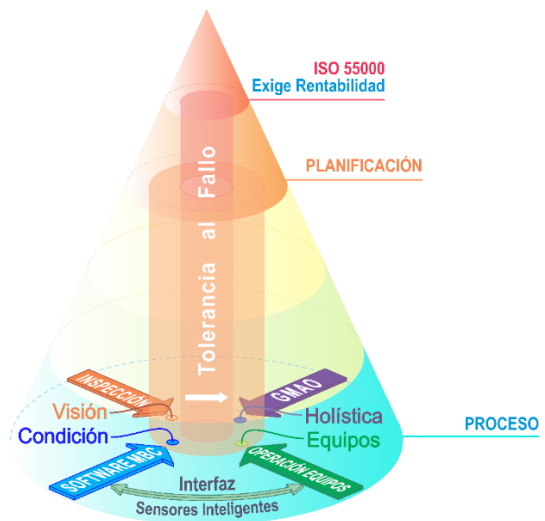 ISO 55000
Exige Rentabilidad
PLANIFICACIÓN
Tolerancia al Fallo
INSPECCIÓN
GMAO
Visión
Holística
Condición
Equipos
PROCESO
SOFTWARE MBC
OPERACIÓN EQUIPOS
Interfaz
Sensores Inteligentes